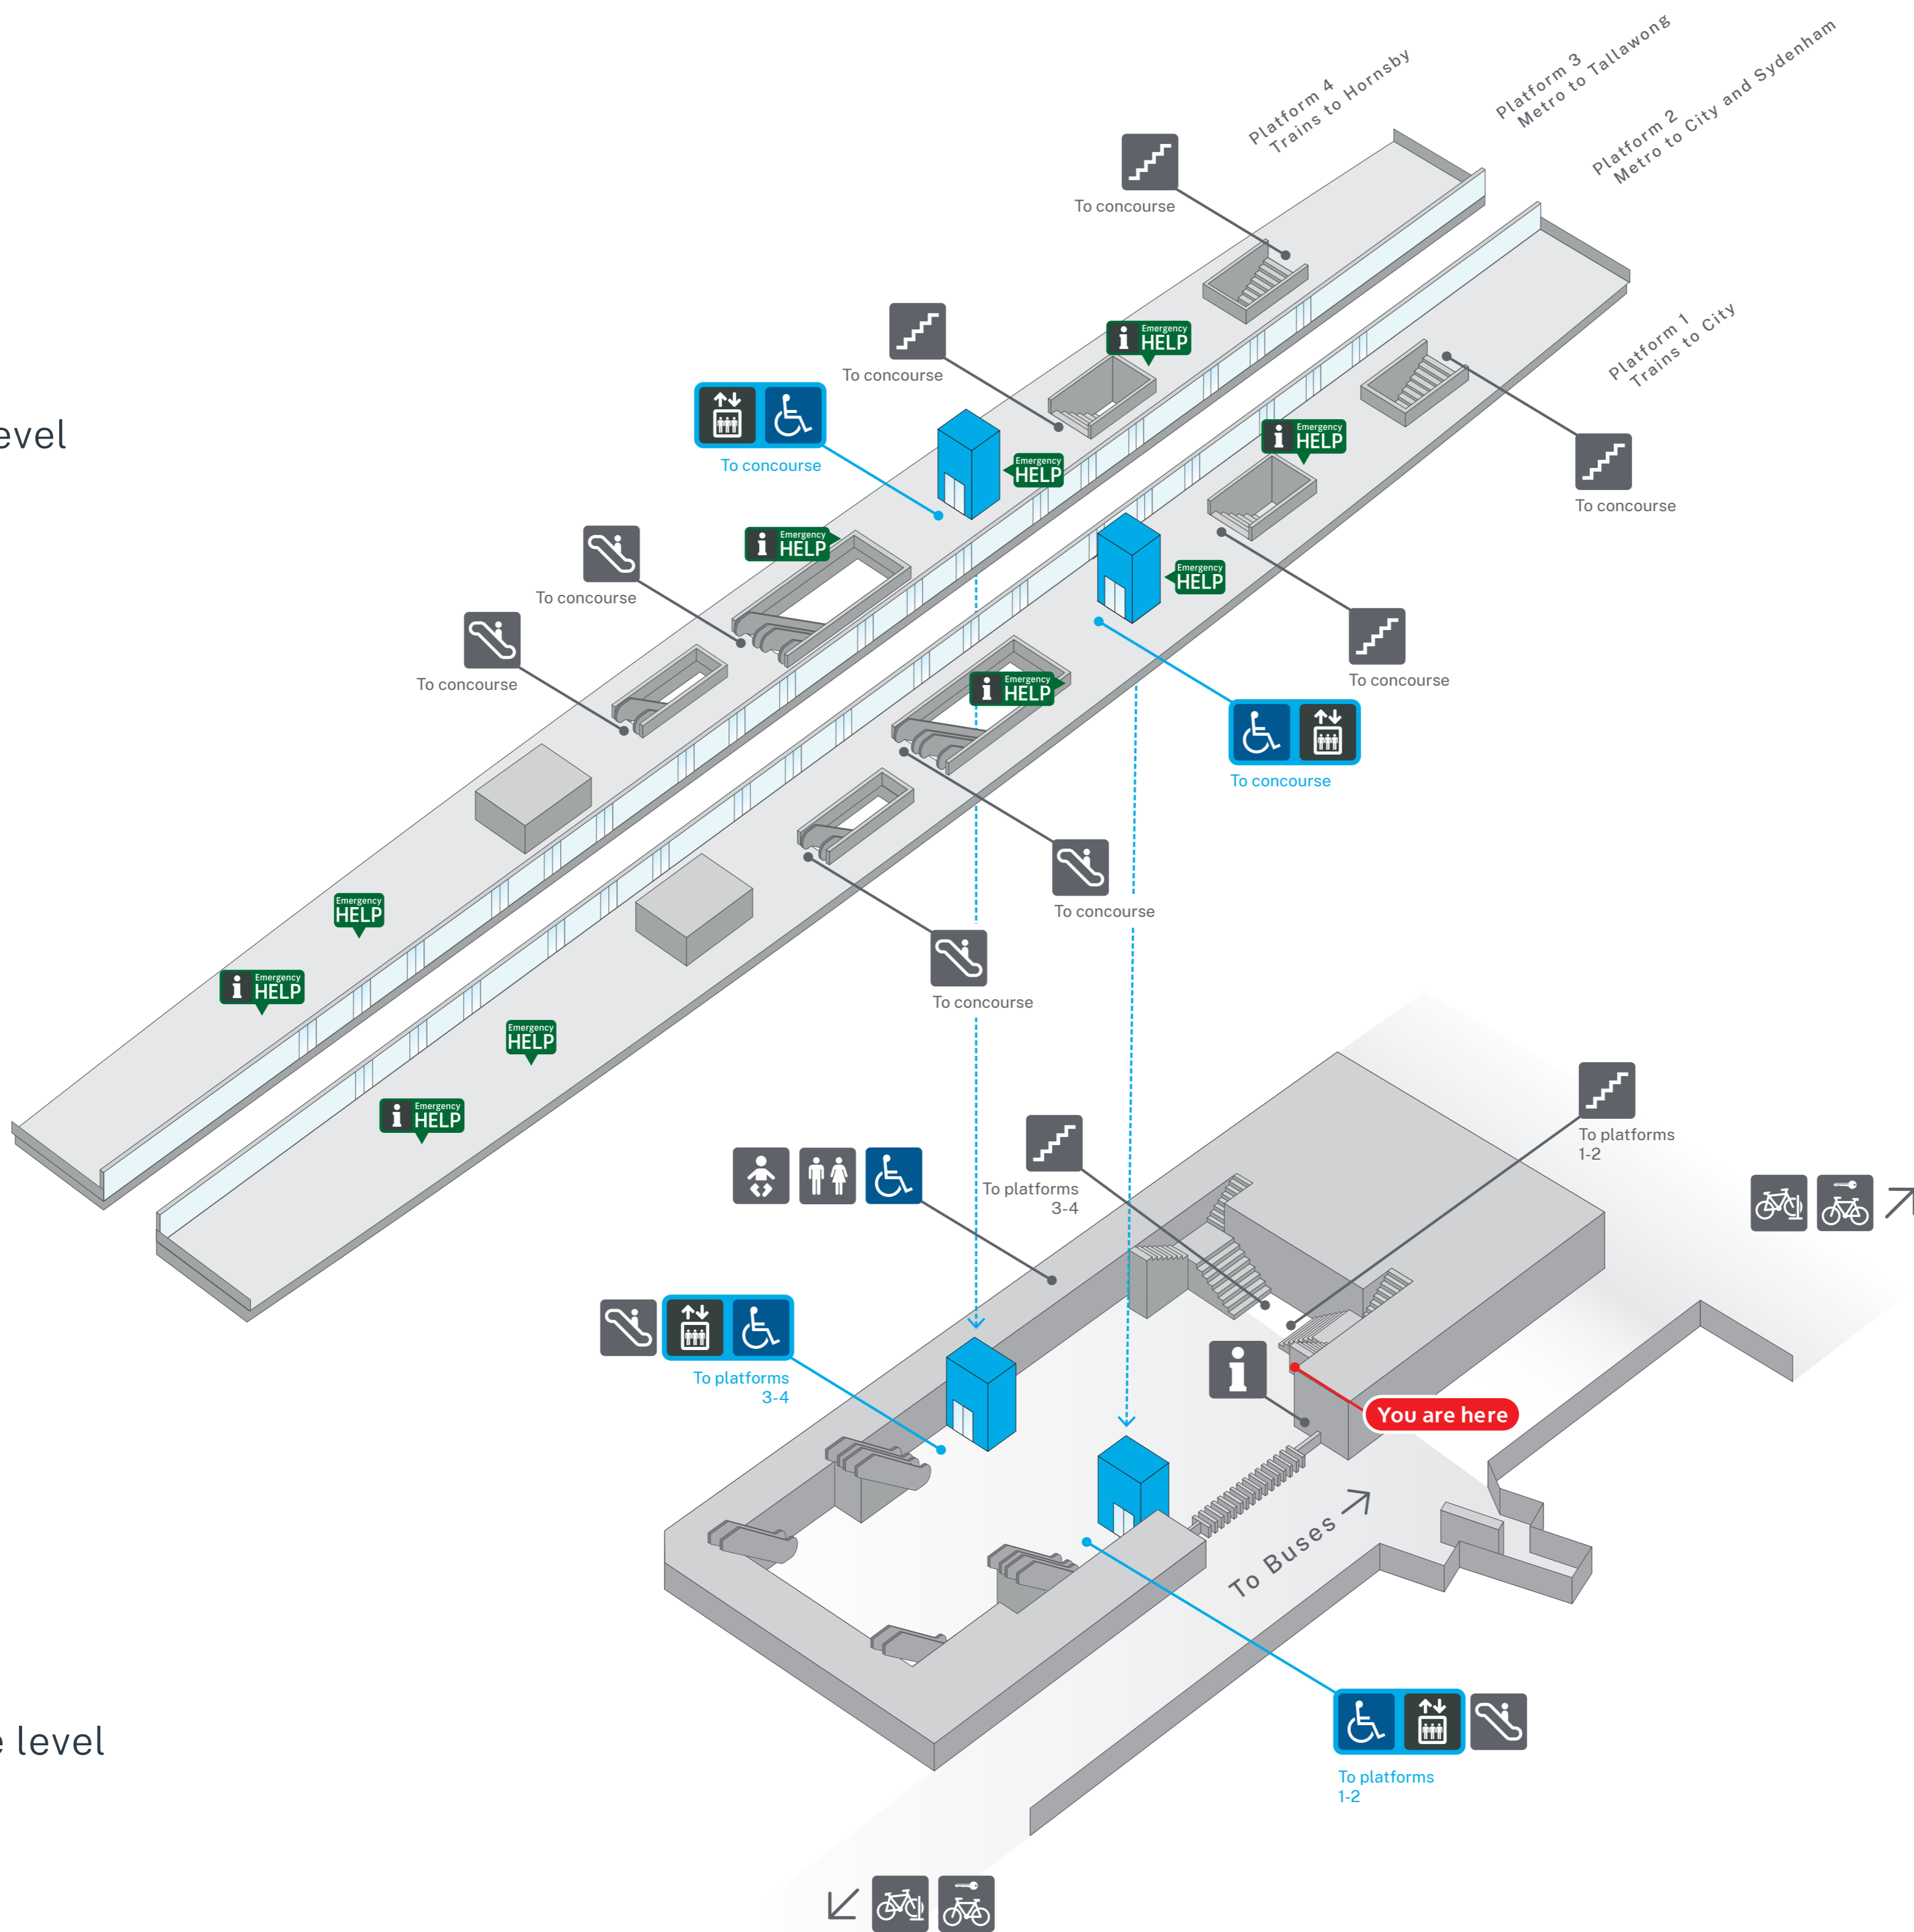 Platform 4
Trains to Hornsby
Platform 3
Metro to Tallawong
Platform 2
Metro to City and Sydenham
Platform 1
Trains to City
To concourse
To concourse
Emergency
HELP
To concourse
Emergency
HELP
Emergency
HELP
To concourse
evel
Emergency
HELP
To concourse
Emergency
HELP
To concourse
To concourse
To concourse
Emergency
HELP
To concourse
To concourse
To concourse
Emergency
HELP
Emergency
HELP
To concourse
Emergency
HELP
Emergency
HELP
To platforms
1-2
To platforms
3-4
To platforms
3-4
You are here
To Buses
e level
To platforms
1-2